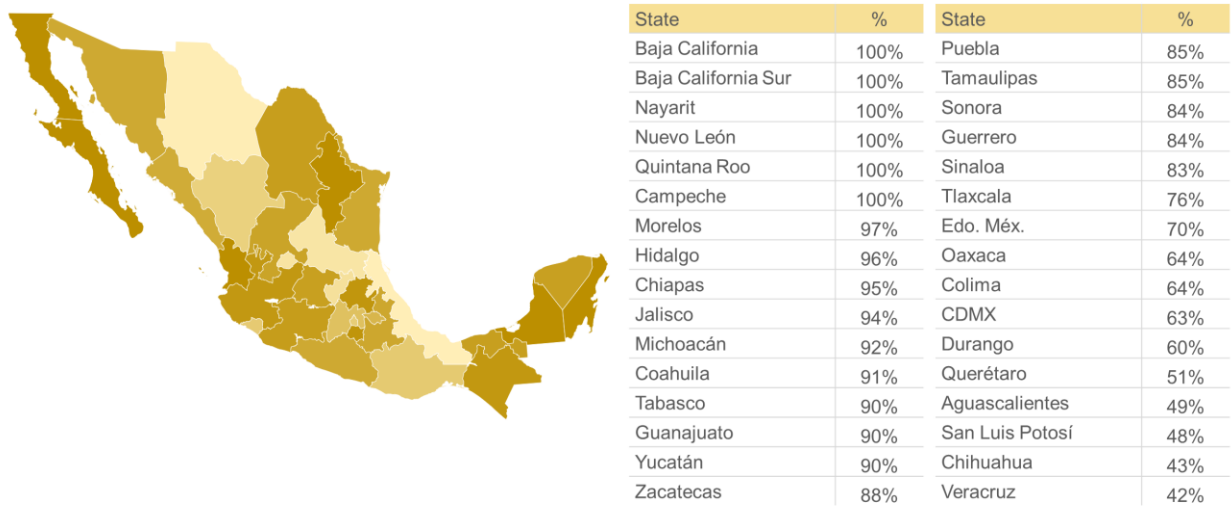 State % State %
Baja California 100% Puebla 85%
Baja California Sur 100% Tamaulipas 85%
Nayarit 100% Sonora 84%
Nuevo León 100% Guerrero 84%
Quintana Roo 100% Sinaloa 83%
Campeche 100% Tlaxcala 76%
Morelos 97% Edo. Méx. 70%
Hidalgo 96% Oaxaca 64%
Chiapas 95% Colima 64%
Jalisco 94% CDMX 63%
Michoacán 92% Durango 60%
Coahuila 91% Querétaro 51%
Tabasco 90% Aguascalientes 49%
Guanajuato 90% San Luis Potosí 48%
Yucatán 90% Chihuahua 43%
Zacatecas 88% Veracruz 42%